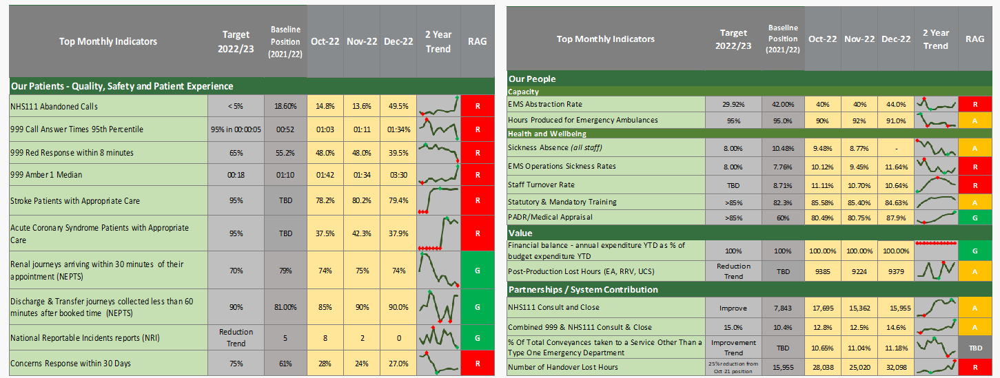 Top Monthly Indicators Target 2022/23 Baseline Position (2021/22) Oct-22 Nov-22 Dec-22 2 Year Trend RAG
Our Patients - Quality, Safety and Patient Experience
NHS111 Abandoned Calls < 5% 18.60% 14.8% 13.6% 49.5% R
999 Call Answer Times 95th Percentile 95% in 00:00:05 00:52 01:03 01:11 01:34% R
999 Red Response within 8 minutes 65% 55.2% 48.0% 48.0% 39.5% R
999 Amber 1 Median 00:18 01:10 01:42 01:34 03:30 R
Stroke Patients with Appropriate Care 95% TBD 78.2% 80.2% 79.4% R
Acute Coronary Syndrome Patients with Appropriate
Care 95% TBD 37.5% 42.3% 37.9% R
Renal journeys arriving within 30 minutes of their
appointment (NEPTS) 70% 79% 74% 75% 74% G
Discharge & Transfer journeys collected less than 60
minutes after booked time (NEPTS) 90% 81.00% 85% 90% 90.0% G
National Reportable Incidents reports (NRI) Reduction Trend 5 8 2 0 G
Concerns Response within 30 Days 75% 61% 28% 24% 27.0% R
Top Monthly Indicators Target 2022/23 Baseline Position (2021/22) Oct-22 Nov-22 Dec-22 2 Year Trend RAG
Our People
Capacity
EMS Abstraction Rate 29.92% 42.00% 40% 40% 44.0% R
Hours Produced for Emergency Ambulances 95% 95.0% 90% 92% 91.0% A
Health and Wellbeing
Sickness Absence (all staff) 8.00% 10.48% 9.48% 8.77% - A
EMS Operations Sickness Rates 8.00% 7.76% 10.12% 9.45% 11.64% R
Staff Turnover Rate TBD 8.71% 11.11% 10.70% 10.64% R
Statutory & Mandatory Training >85% 82.3% 85.58% 85.40% 84.63% A
PADR/Medical Appraisal >85% 60% 80.49% 80.75% 87.9% G
Value
Financial balance - annual expenditure YTD as % of
budget expenditure YTD 100% 100% 100.00% 100.00% 100.00% G
Post-Production Lost Hours (EA, RRV, UCS) Reduction Trend TBD 9385 9224 9379 A
Partnerships / System Contribution
NHS111 Consult and Close Improve 7,843 17,695 15,362 15,955 A
Combined 999 & NHS111 Consult & Close 15.0% 10.4% 12.8% 12.5% 14.6% A
% Of Total Conveyances taken to a Service Other Than a
Type One Emergency Department Improvement Trend TBD 10.65% 11.04% 11.18% TBD
Number of Handover Lost Hours 25% reduction from Oct 21 position 15,955 28,038 25,020 32,098 R